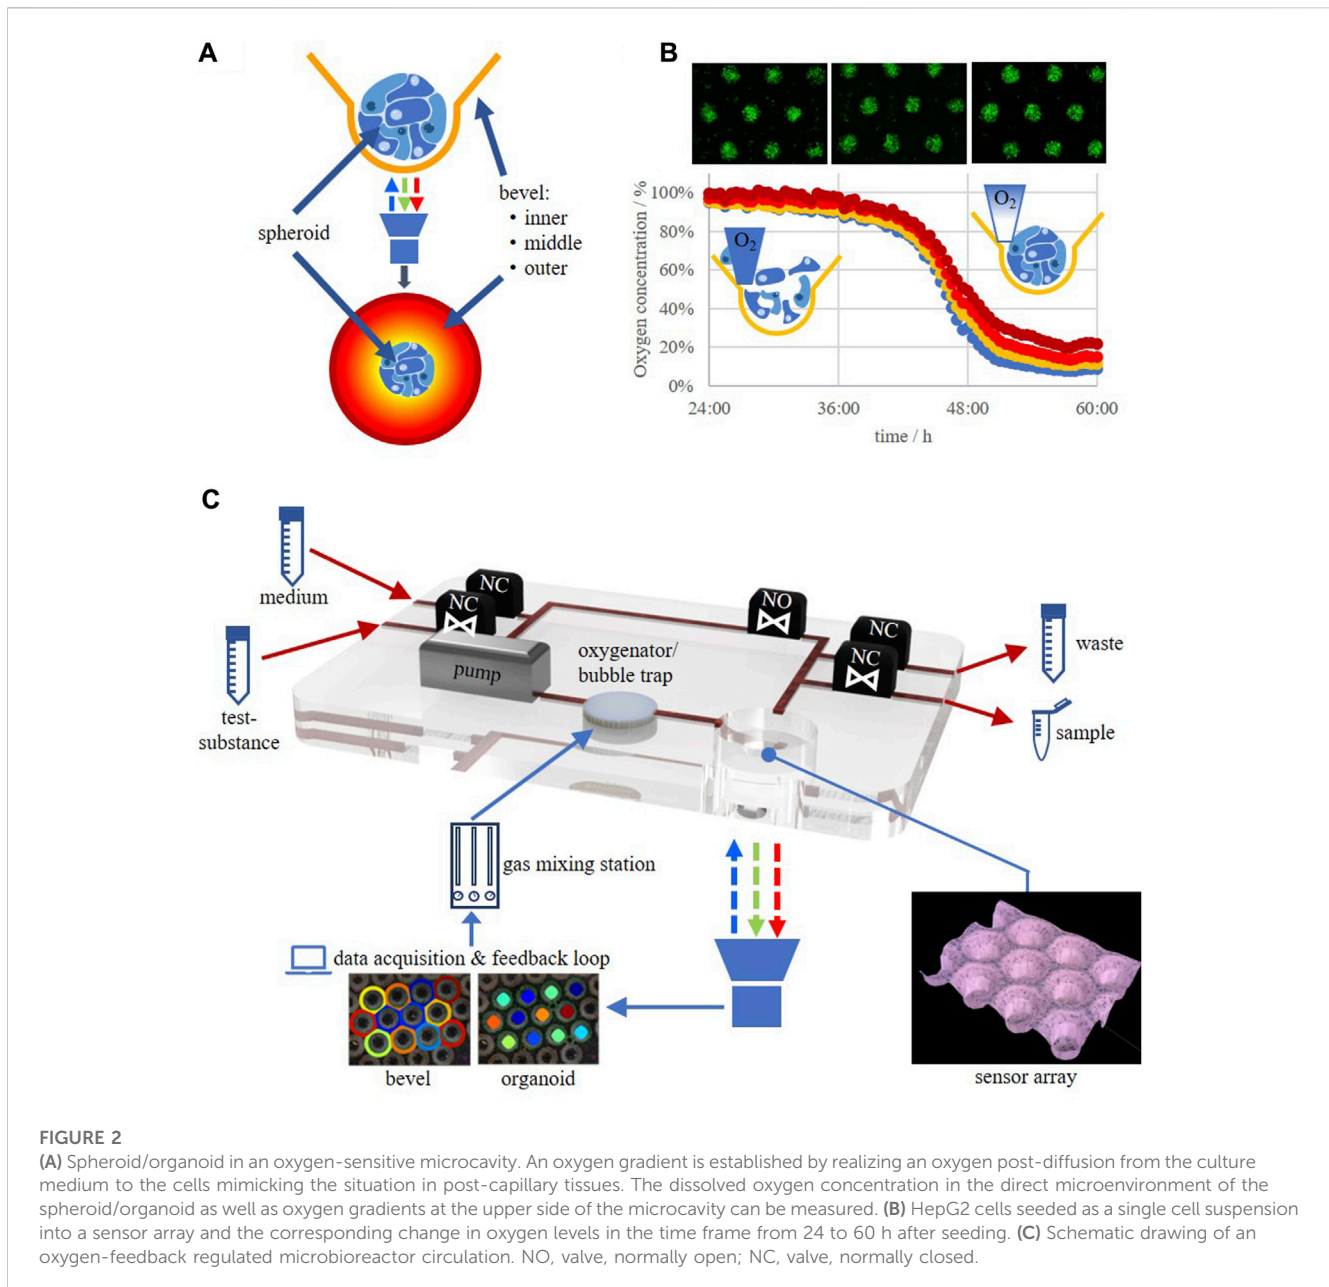 A
spheroid
bevel:
• inner
• middle
• outer
B
Oxygen concentration / %
100%
80%
60%
40%
20%
0%
O2
O2
24:00
36:00
48:00
60:00
time / h
C
medium
test-
substance
NC
NC
pump
oxygenator/
bubble trap
NO
NC
NC
waste
sample
gas mixing station
data acquisition & feedback loop
bevel
organoid
sensor array
FIGURE 2
(A) Spheroid/organoid in an oxygen-sensitive microcavity. An oxygen gradient is established by realizing an oxygen post-diffusion from the culture
medium to the cells mimicking the situation in post-capillary tissues. The dissolved oxygen concentration in the direct microenvironment of the
spheroid/organoid as well as oxygen gradients at the upper side of the microcavity can be measured. (B) HepG2 cells seeded as a single cell suspension
into a sensor array and the corresponding change in oxygen levels in the time frame from 24 to 60 h after seeding. (C) Schematic drawing of an
oxygen-feedback regulated microbioreactor circulation. NO, valve, normally open; NC, valve, normally closed.